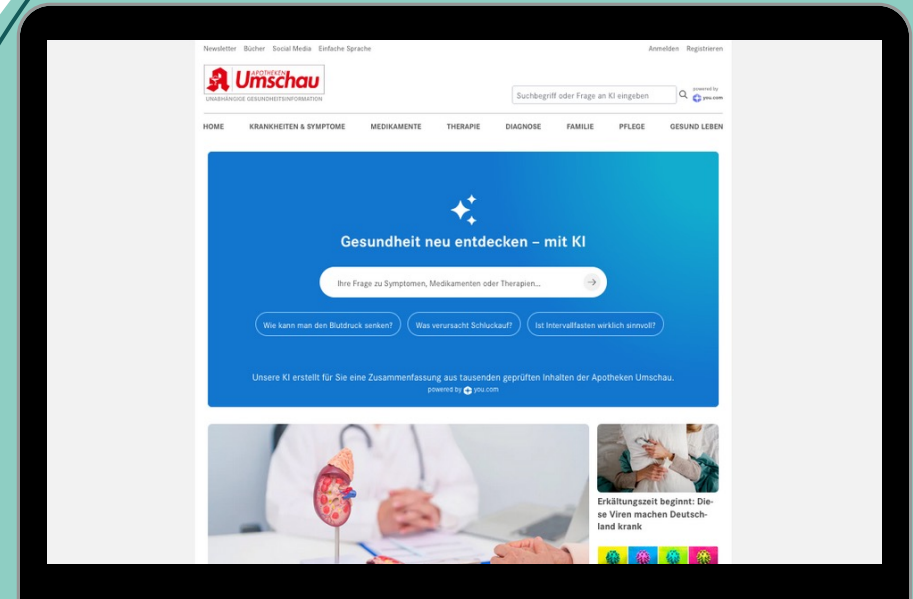 Newsletter Bücher Social Media Einfache Sprache Anmelden Registrieren
APOTHEKEN
Umschau
UNABHÄNGIGE GESUNDHEITSINFORMATION
Suchbegriff oder Frage an KI eingeben
powered by
you.com
HOME KRANKHEITEN & SYMPTOME MEDIKAMENTE THERAPIE DIAGNOSE FAMILIE PFLEGE GESUND LEBEN
Gesundheit neu entdecken – mit KI
Ihre Frage zu Symptomen, Medikamenten oder Therapien...
Wie kann man den Blutdruck senken? Was verursacht Schluckauf? Ist Intervallfasten wirklich sinnvoll?
Unsere KI erstellt für Sie eine Zusammenfassung aus tausenden geprüften Inhalten der Apotheken Umschau.
powered by you.com
Erkältungszeit beginnt: Die-
se Viren machen Deutsch-
land krank